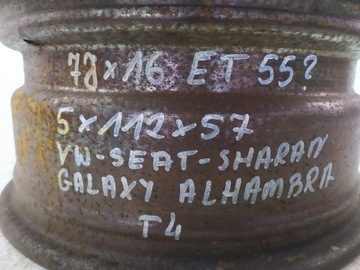 7J×16 ET 55?
5×112×57
VW-SEAT-SHARAN
GALAXY ALHAMBRA
T4